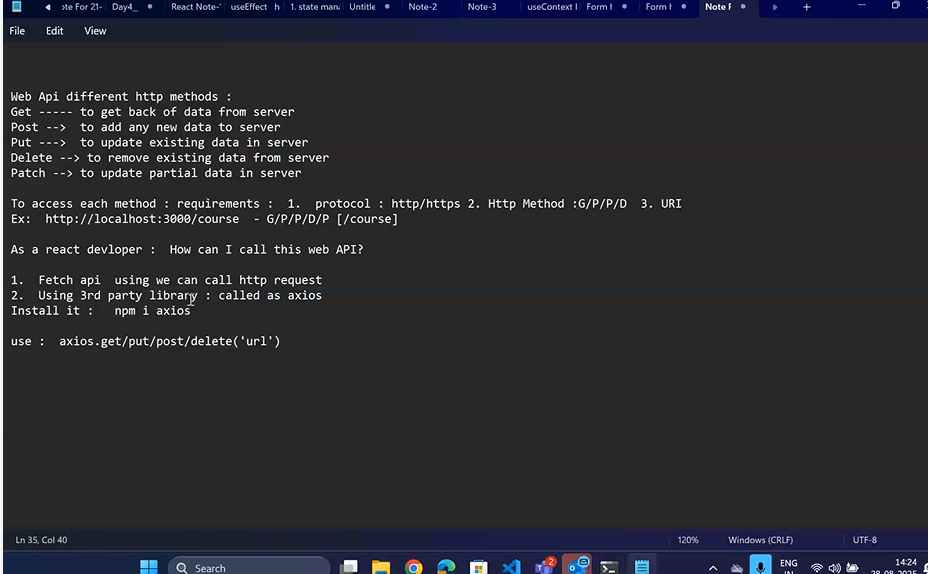 ote For 21- Day4_ React Note- useEffect h 1. state mana Untitle Note-2 Note-3 useContext Form h Form h Note F
File Edit View
Web Api different http methods :
Get ----- to get back of data from server
Post --> to add any new data to server
Put ---> to update existing data in server
Delete --> to remove existing data from server
Patch --> to update partial data in server
To access each method : requirements : 1. protocol : http/https 2. Http Method :G/P/P/D 3. URI
Ex: http://localhost:3000/course - G/P/P/D/P [/course]
As a react devloper : How can I call this web API?
1. Fetch api using we can call http request
2. Using 3rd party library : called as axios
Install it : npm i axios
use : axios.get/put/post/delete('url')
Ln 35, Col 40 120% Windows (CRLF) UTF-8
Search 2 ENG 14:24
IN 28-08-2025